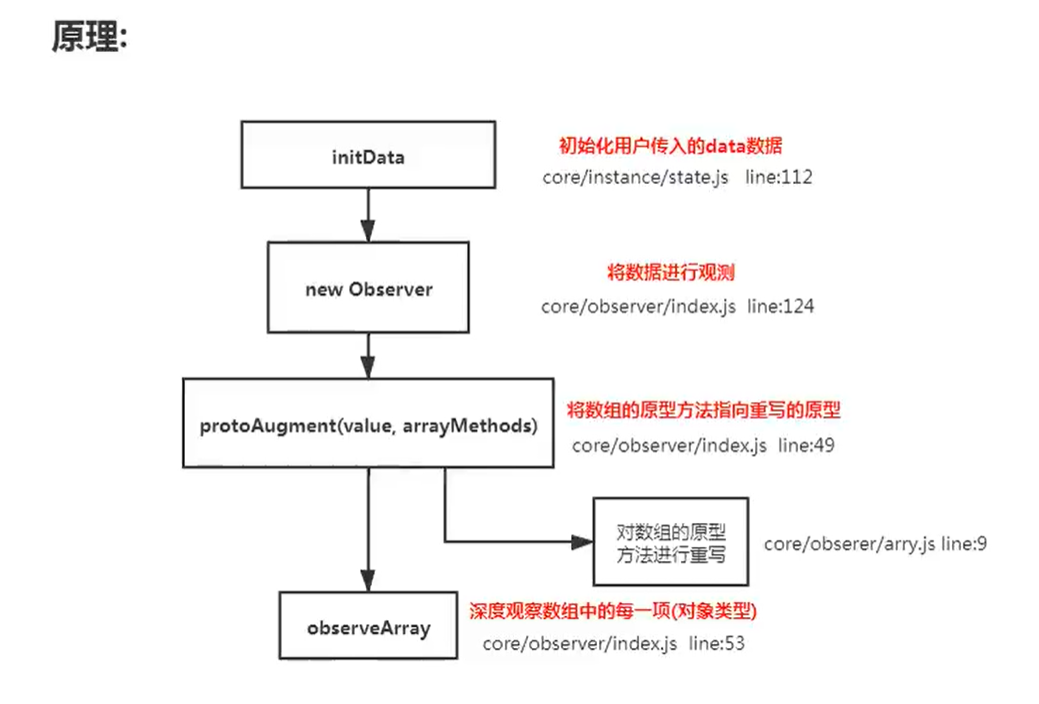 原理:
initData
初始化用户传入的data数据
core/instance/state.js line:112
new Observer
将数据进行观测
core/observer/index.js line:124
protoAugment(value, arrayMethods)
将数组的原型方法指向重写的原型
core/observer/index.js line:49
对数组的原型
方法进行重写
core/obserer/arry.js line:9
observeArray
深度观察数组中的每一项(对象类型)
core/observer/index.js line:53